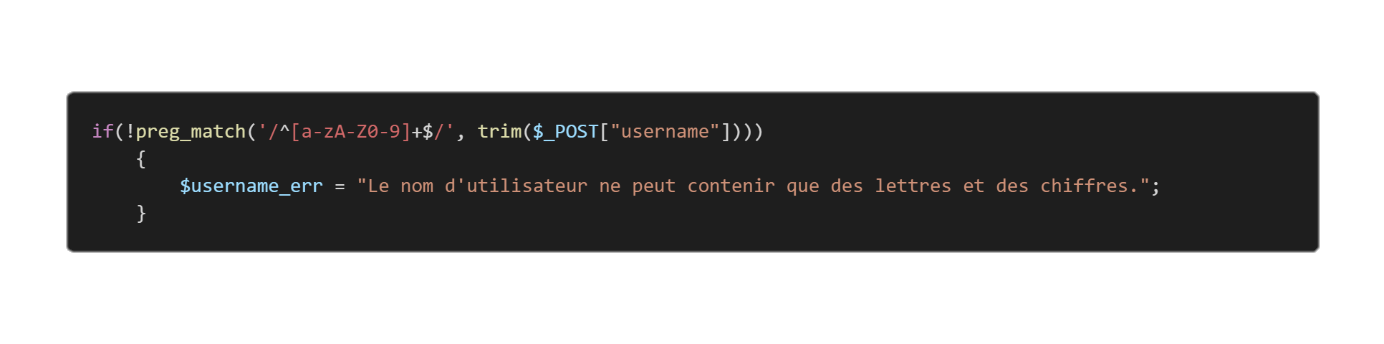 if(!preg_match('/^[a-zA-Z0-9]+$/', trim($_POST["username"])))
{
$username_err = "Le nom d'utilisateur ne peut contenir que des lettres et des chiffres.";
}